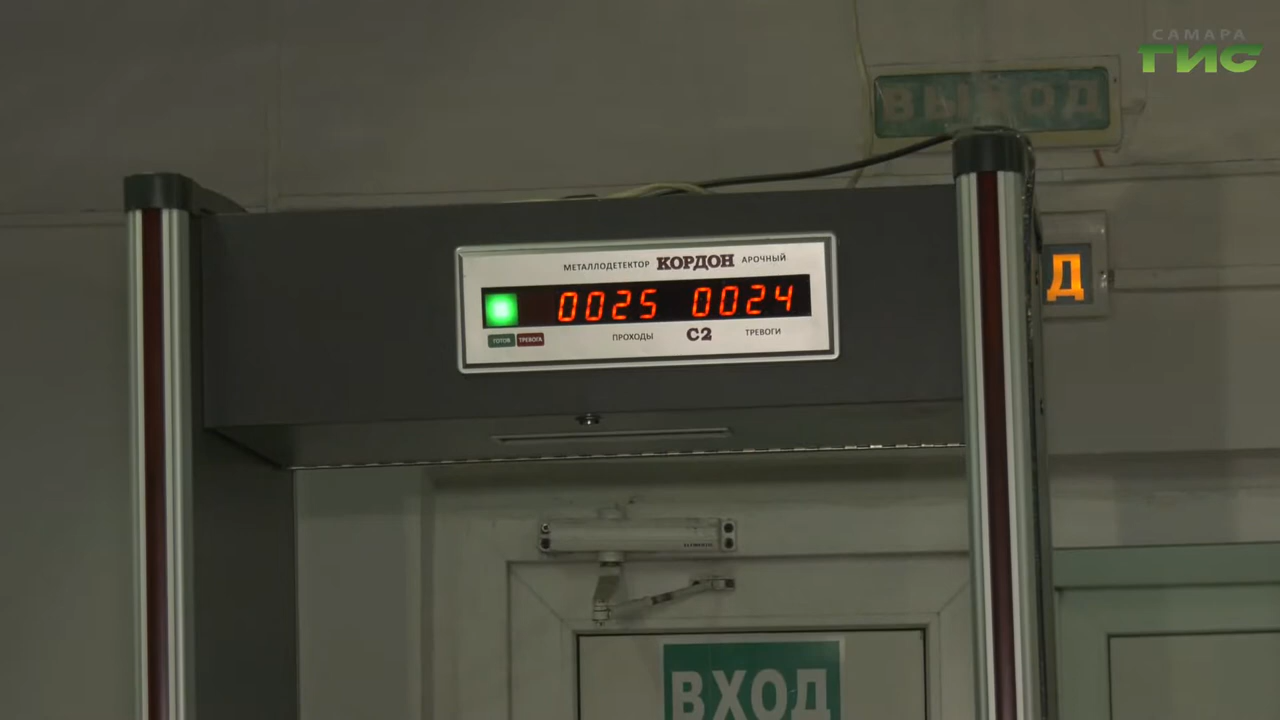 САМАРА
ГИС
ВЫХОД
МЕТАЛЛОДЕТЕКТОР КОРДОН АРОЧНЫЙ
0025 0024
ГОТОВ ТРЕВОГА ПРОХОДЫ С2 ТРЕВОГИ
Д
ВХОД